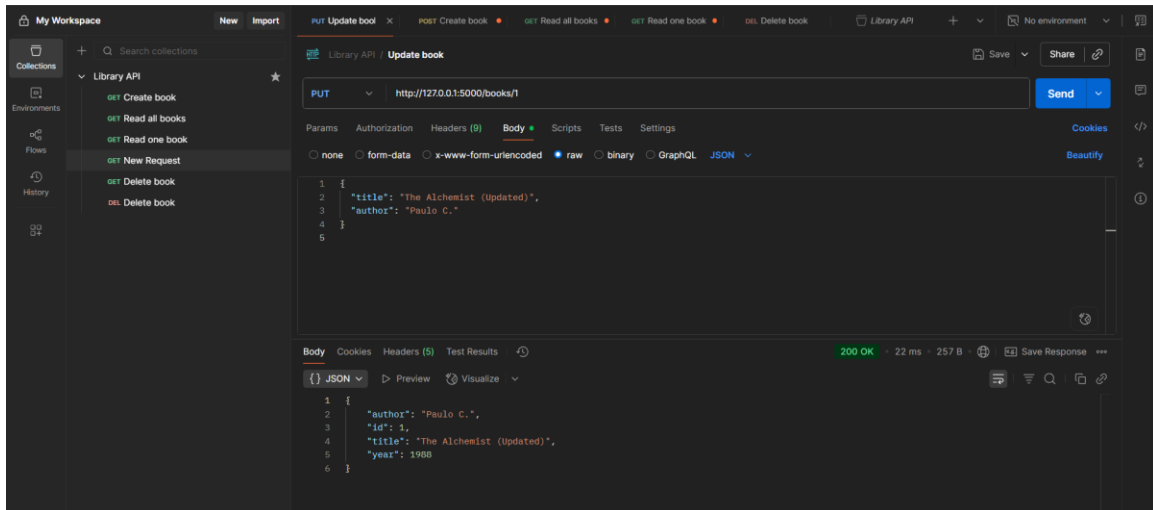 My Workspace New Import
PUT Update bool × POST Create book GET Read all books GET Read one book DEL Delete book Library API No environment
Collections
Environments
Flows
History
Search collections
Library API
GET Create book
GET Read all books
GET Read one book
GET New Request
GET Delete book
DEL Delete book
Library API / Update book Save Share
PUT http://127.0.0.1:5000/books/1 Send
Params Authorization Headers (9) Body Scripts Tests Settings Cookies
none form-data x-www-form-urlencoded raw binary GraphQL JSON Beautify
1 {
2 "title": "The Alchemist (Updated)",
3 "author": "Paulo C."
4 }
5
Body Cookies Headers (5) Test Results 200 OK 22 ms 257 B Save Response
{} JSON Preview Visualize
1 {
2 "author": "Paulo C.",
3 "id": 1,
4 "title": "The Alchemist (Updated)",
5 "year": 1988
6 }